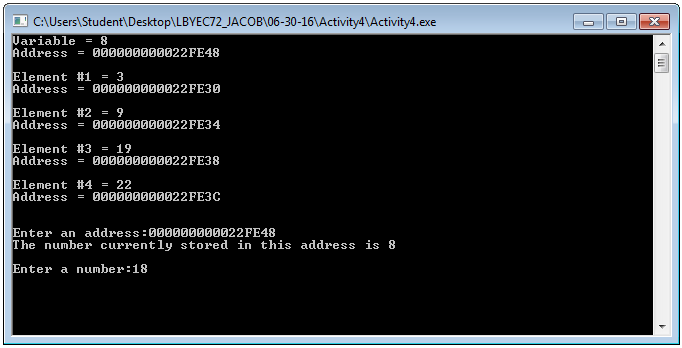 C:\Users\Student\Desktop\LBYEC72_JACOB\06-30-16\Activity4\Activity4.exe
Variable = 8
Address = 000000000022FE48
Element #1 = 3
Address = 000000000022FE30
Element #2 = 9
Address = 000000000022FE34
Element #3 = 19
Address = 000000000022FE38
Element #4 = 22
Address = 000000000022FE3C
Enter an address:000000000022FE48
The number currently stored in this address is 8
Enter a number:18